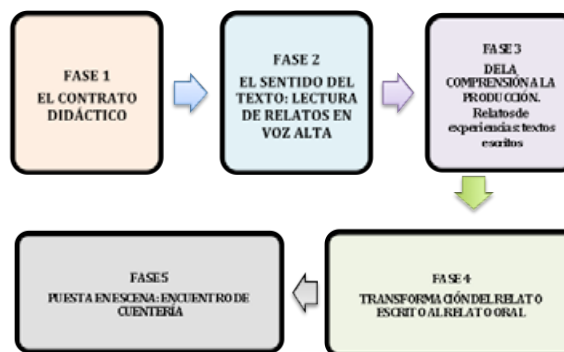 FASE 1
EL CONTRATO
DIDÁCTICO
FASE 2
EL SENTIDO DEL
TEXTO: LECTURA
DE RELATOS EN
VOZ ALTA
FASE 3
DE LA
COMPRENSIÓN A LA
PRODUCCIÓN.
Relatos de
experiencias: textos
escritos
FASE 4
TRANSFORMACIÓN DEL RELATO
ESCRITO AL RELATO ORAL
FASE 5
PUESTA EN ESCENA: ENCUENTRO DE
CUENTERÍA